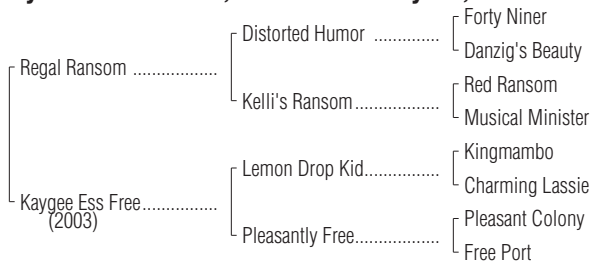 Forty Niner
Distorted Humor ..............
Danzig's Beauty
Regal Ransom ..................
Red Ransom
Kelli's Ransom..................
Musical Minister
Kingmambo
Lemon Drop Kid................
Charming Lassie
Kaygee Ess Free................
(2003)
Pleasant Colony
Pleasantly Free..................
Free Port